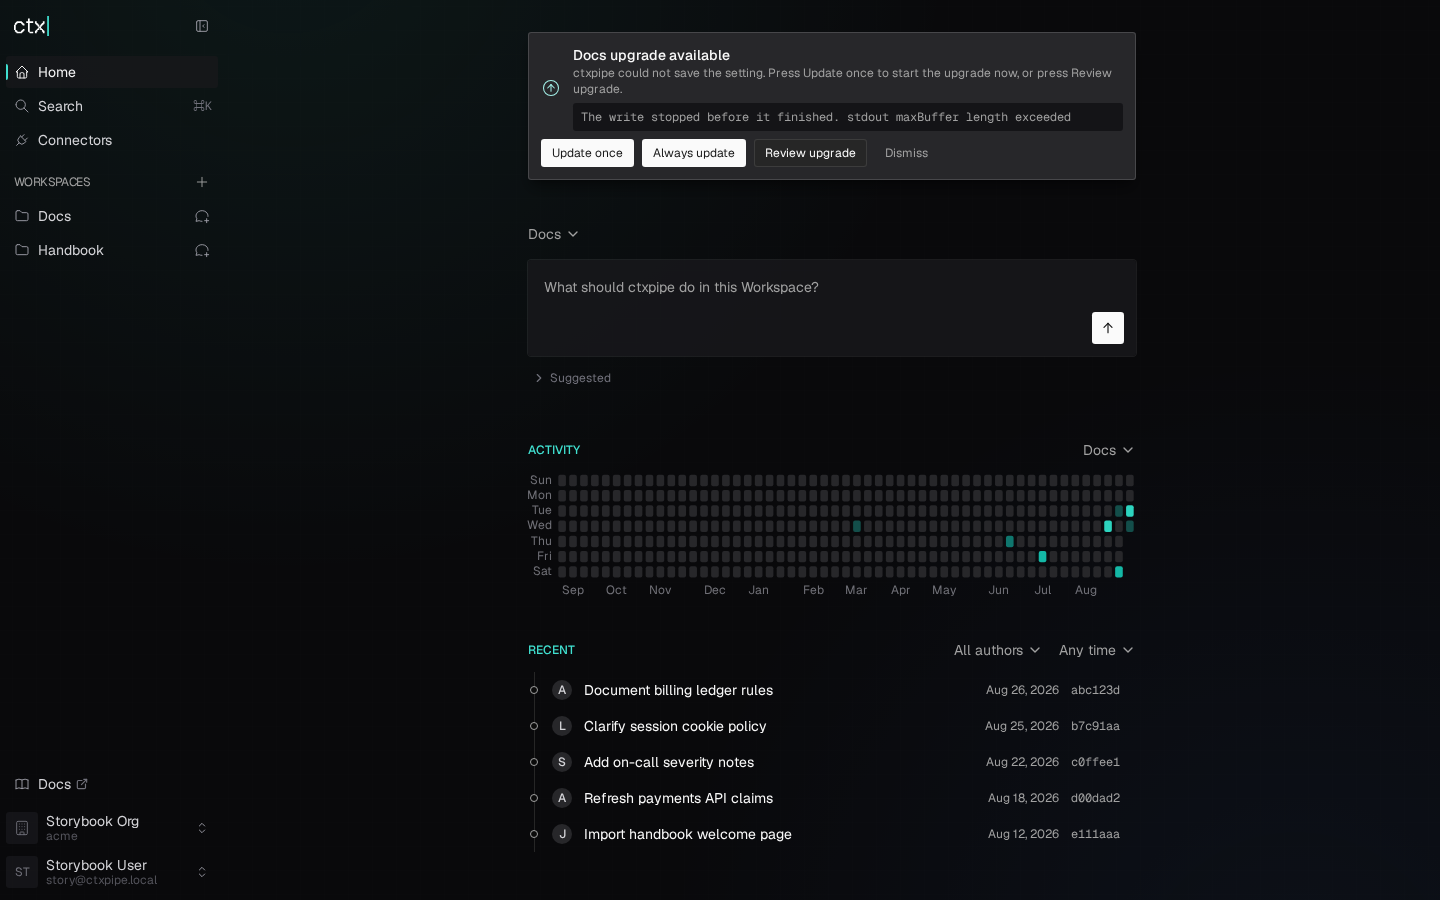 ctx
Home
Search ⌘K
Connectors
WORKSPACES
Docs
Handbook
Docs
Storybook Org
acme
ST
Storybook User
story@ctxpipe.local
Docs upgrade available
ctxpipe could not save the setting. Press Update once to start the upgrade now, or press Review
upgrade.
The write stopped before it finished. stdout maxBuffer length exceeded
Update once
Always update
Review upgrade
Dismiss
Docs
What should ctxpipe do in this Workspace?
Suggested
ACTIVITY
Docs
Sun
Mon
Tue
Wed
Thu
Fri
Sat
Sep Oct Nov Dec Jan Feb Mar Apr May Jun Jul Aug
RECENT
All authors
Any time
A Document billing ledger rules Aug 26, 2026 abc123d
L Clarify session cookie policy Aug 25, 2026 b7c91aa
S Add on-call severity notes Aug 22, 2026 c0ffee1
A Refresh payments API claims Aug 18, 2026 d00dad2
J Import handbook welcome page Aug 12, 2026 e111aaa